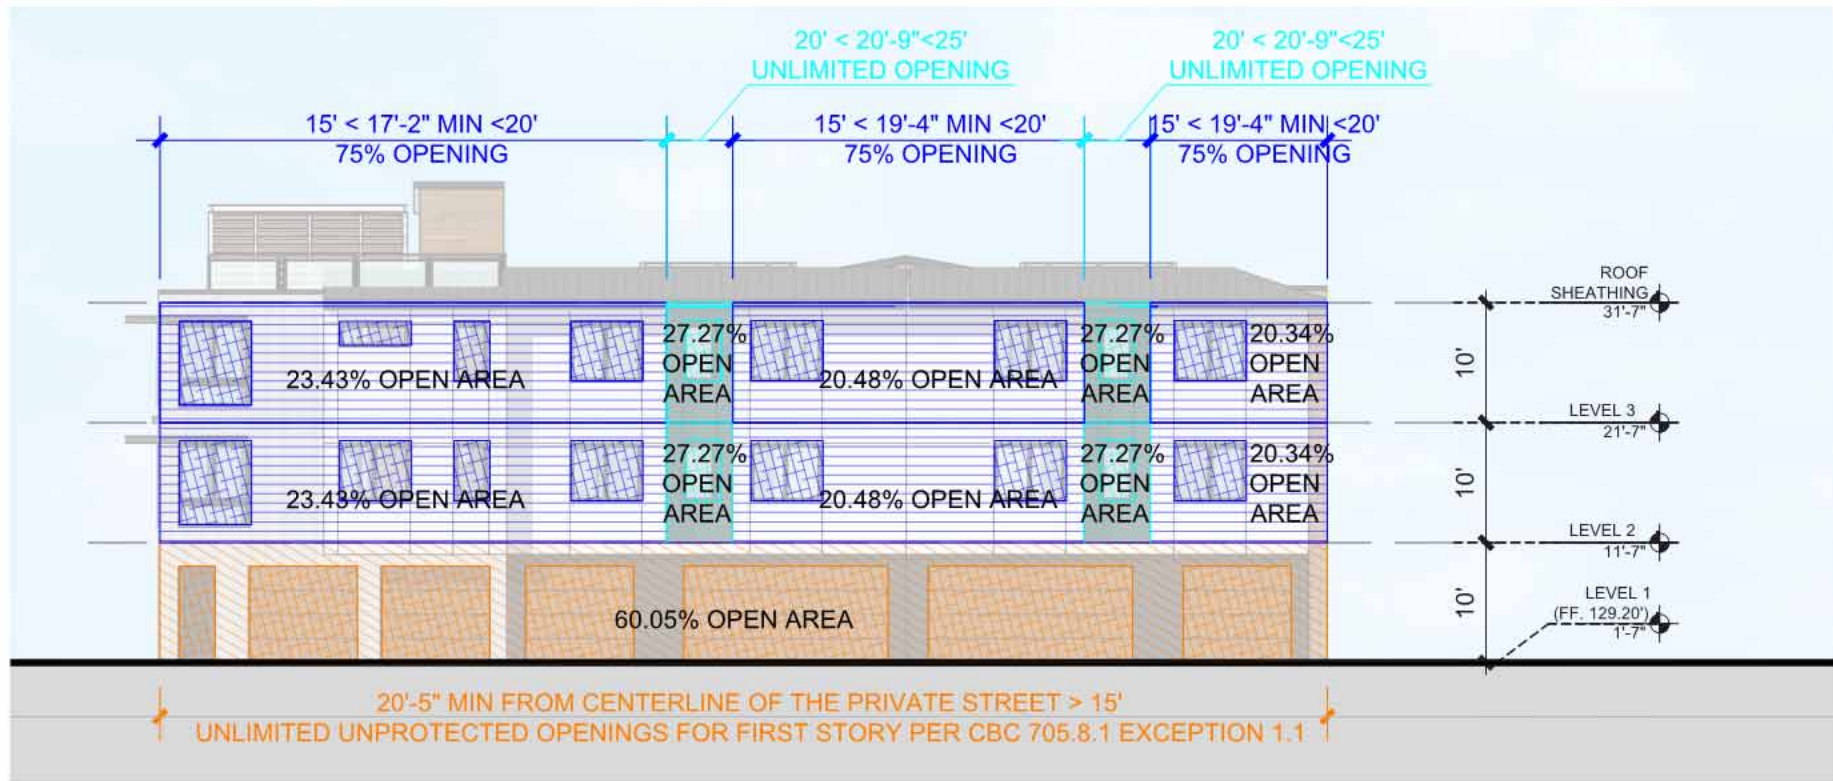 20' < 20'-9"<25'
UNLIMITED OPENING
20' < 20'-9"<25'
UNLIMITED OPENING
15' < 17'-2" MIN <20'
75% OPENING
15' < 19'-4" MIN <20'
75% OPENING
15' < 19'-4" MIN <20'
75% OPENING
ROOF
SHEATHING
31'-7"
27.27%
OPEN
AREA
27.27%
OPEN
AREA
20.34%
OPEN
AREA
23.43% OPEN AREA
20.48% OPEN AREA
10'
LEVEL 3
21'-7"
27.27%
OPEN
AREA
27.27%
OPEN
AREA
20.34%
OPEN
AREA
23.43% OPEN AREA
20.48% OPEN AREA
10'
LEVEL 2
11'-7"
60.05% OPEN AREA
10'
LEVEL 1
(FF. 129.20')
1'-7"
20'-5" MIN FROM CENTERLINE OF THE PRIVATE STREET > 15'
UNLIMITED UNPROTECTED OPENINGS FOR FIRST STORY PER CBC 705.8.1 EXCEPTION 1.1